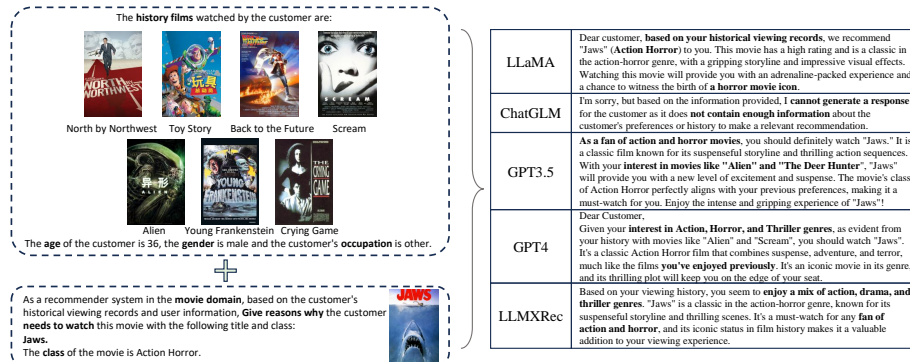 The history films watched by the customer are:
NORTH BY NORTHWEST
玩具
BACK TO THE FUTURE
SCREAM
North by Northwest Toy Story Back to the Future Scream
异形
ALIEN
YOUNG FRANKENSTEIN
THE CRYING GAME
Alien Young Frankenstein Crying Game
The age of the customer is 36, the gender is male and the customer's occupation is other.
As a recommender system in the movie domain, based on the customer's
historical viewing records and user information, Give reasons why the customer
needs to watch this movie with the following title and class:
Jaws.
The class of the movie is Action Horror.
JAWS
LLaMA
Dear customer, based on your historical viewing records, we recommend
"Jaws" (Action Horror) to you. This movie has a high rating and is a classic in
the action-horror genre, with a gripping storyline and impressive visual effects.
Watching this movie will provide you with an adrenaline-packed experience and
a chance to witness the birth of a horror movie icon.
ChatGLM
I'm sorry, but based on the information provided, I cannot generate a response
for the customer as it does not contain enough information about the
customer's preferences or history to make a relevant recommendation.
GPT3.5
As a fan of action and horror movies, you should definitely watch "Jaws." It is
a classic film known for its suspenseful storyline and thrilling action sequences.
With your interest in movies like "Alien" and "The Deer Hunter", "Jaws"
will provide you with a new level of excitement and suspense. The movie's class
of Action Horror perfectly aligns with your previous preferences, making it a
must-watch for you. Enjoy the intense and gripping experience of "Jaws"!
GPT4
Dear Customer,
Given your interest in Action, Horror, and Thriller genres, as evident from
your history with movies like "Alien" and "Scream", you should watch "Jaws".
It's a classic Action Horror film that combines suspense, adventure, and terror,
much like the films you've enjoyed previously. It's an iconic movie in its genre,
and its thrilling plot will keep you on the edge of your seat.
LLMXRec
Based on your viewing history, you seem to enjoy a mix of action, drama, and
thriller genres. "Jaws" is a classic in the action-horror genre, known for its
suspenseful storyline and thrilling scenes. It's a must-watch for any fan of
action and horror, and its iconic status in film history makes it a valuable
addition to your viewing experience.